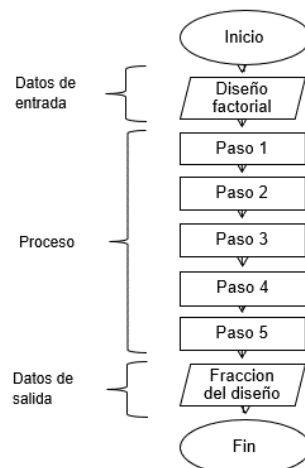 Inicio
Datos de
entrada
Diseño
factorial
Paso 1
Paso 2
Proceso
Paso 3
Paso 4
Paso 5
Datos de
salida
Fraccion
del diseño
Fin